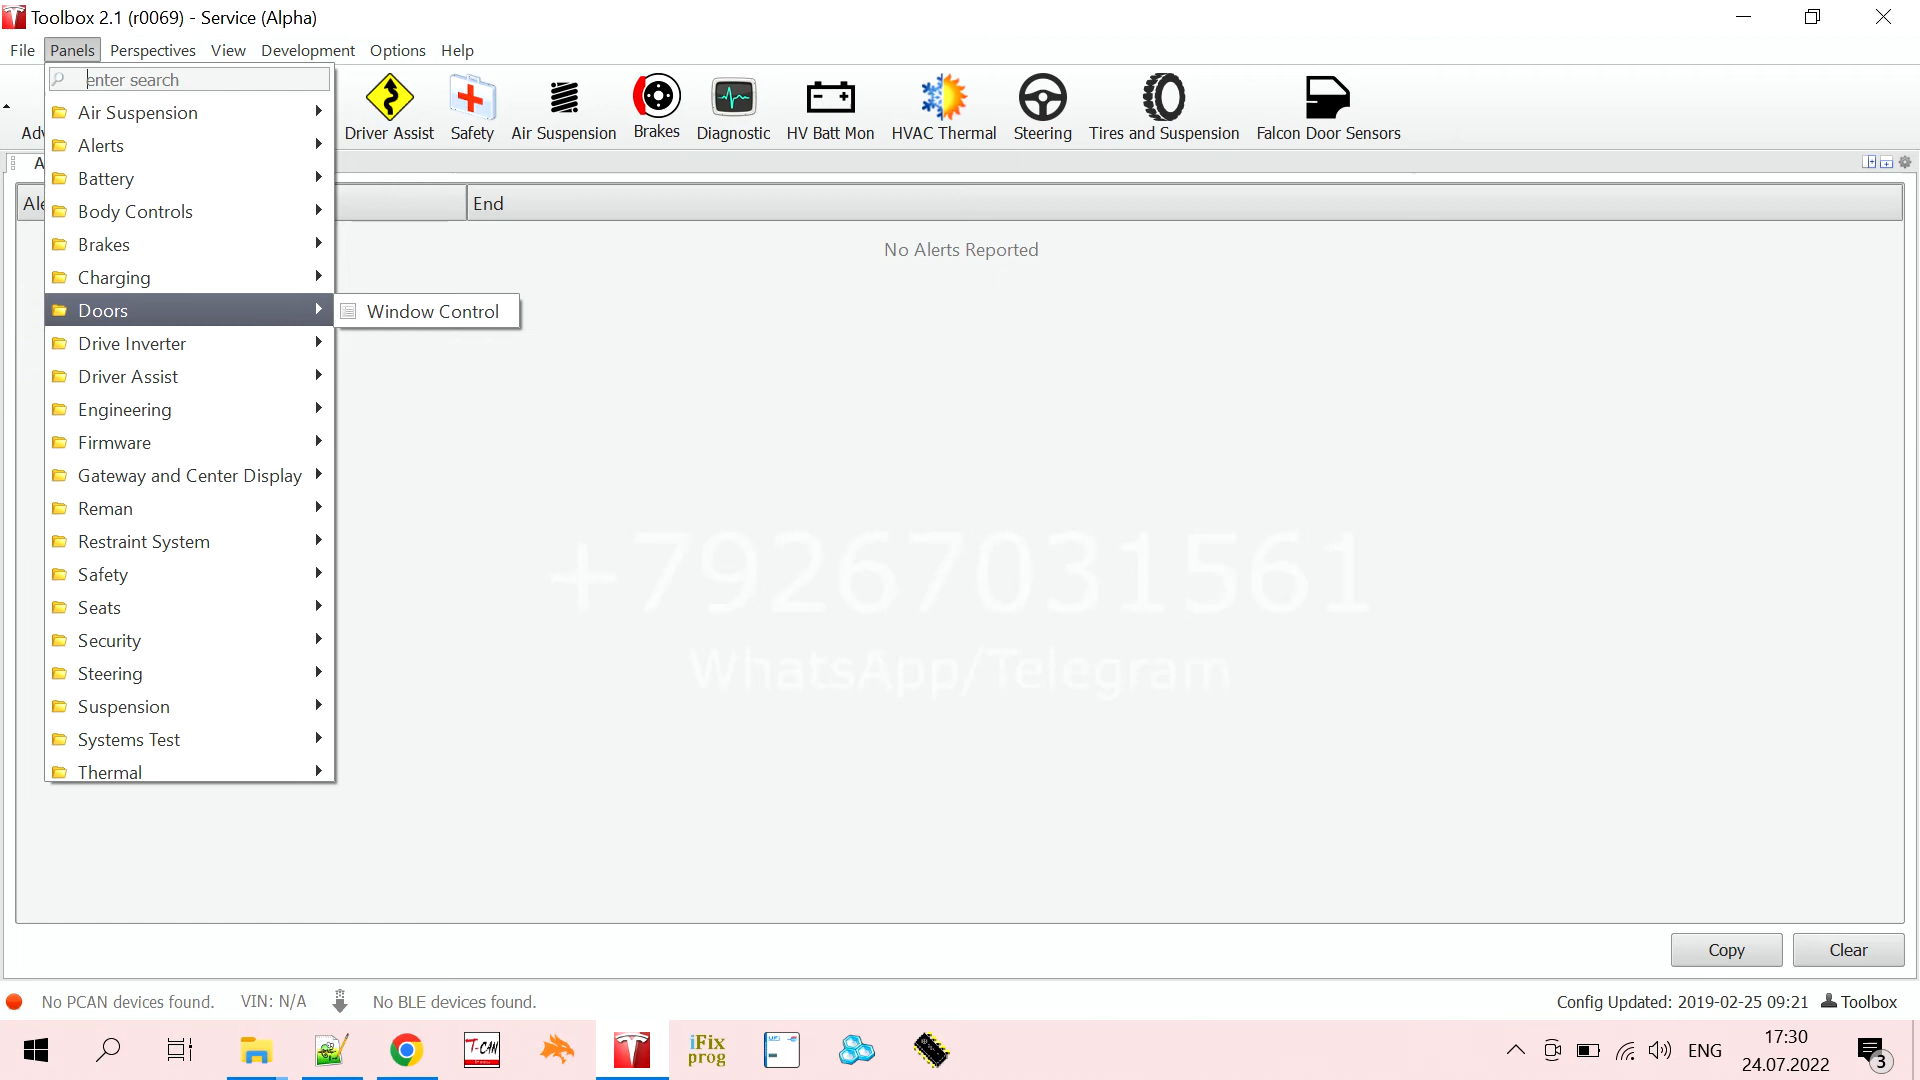 Toolbox 2.1 (r0069) - Service (Alpha)
File Panels Perspectives View Development Options Help
enter search
Adv
Driver Assist
Safety
Air Suspension
Brakes
Diagnostic
HV Batt Mon
HVAC Thermal
Steering
Tires and Suspension
Falcon Door Sensors
A
Ale
End
No Alerts Reported
Air Suspension
Alerts
Battery
Body Controls
Brakes
Charging
Doors
Window Control
Drive Inverter
Driver Assist
Engineering
Firmware
Gateway and Center Display
Reman
Restraint System
Safety
Seats
Security
Steering
Suspension
Systems Test
Thermal
+79267031561
WhatsApp/Telegram
Copy Clear
No PCAN devices found. VIN: N/A No BLE devices found.
Config Updated: 2019-02-25 09:21 Toolbox
T-CAN
iFix
prog
ENG
17:30
24.07.2022
3